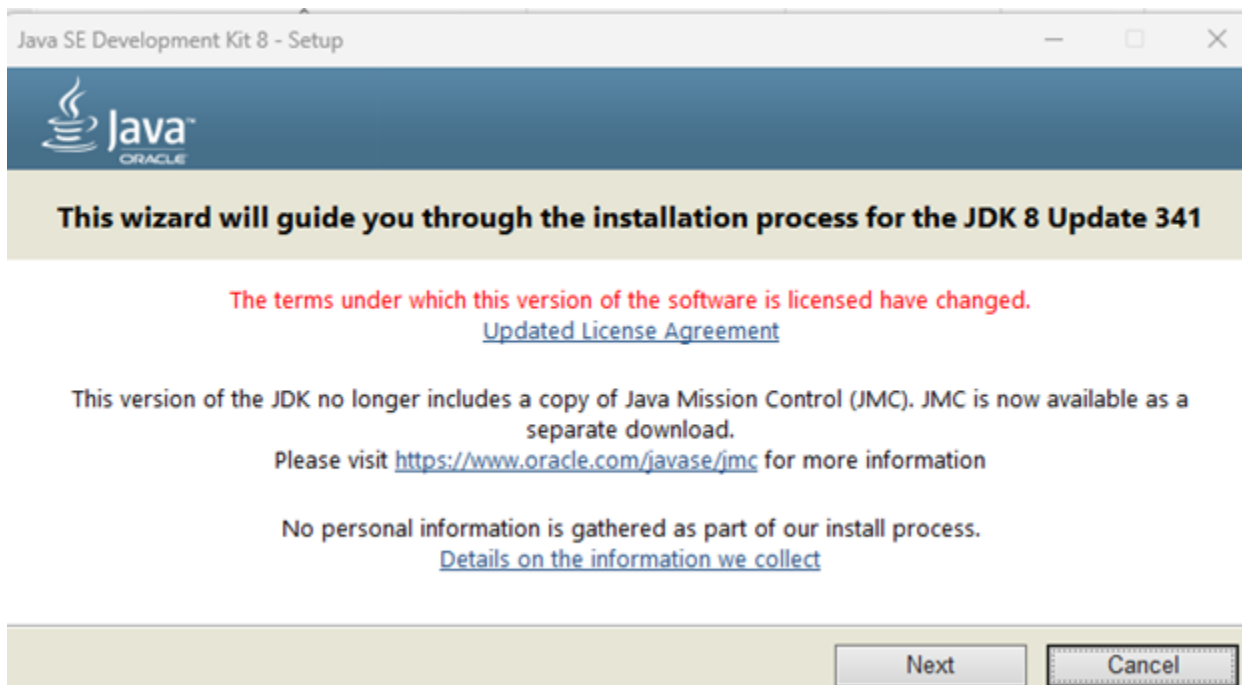 Java SE Development Kit 8 - Setup
Java™
ORACLE
This wizard will guide you through the installation process for the JDK 8 Update 341
The terms under which this version of the software is licensed have changed.
Updated License Agreement
This version of the JDK no longer includes a copy of Java Mission Control (JMC). JMC is now available as a
separate download.
Please visit https://www.oracle.com/javase/jmc for more information
No personal information is gathered as part of our install process.
Details on the information we collect
Next
Cancel